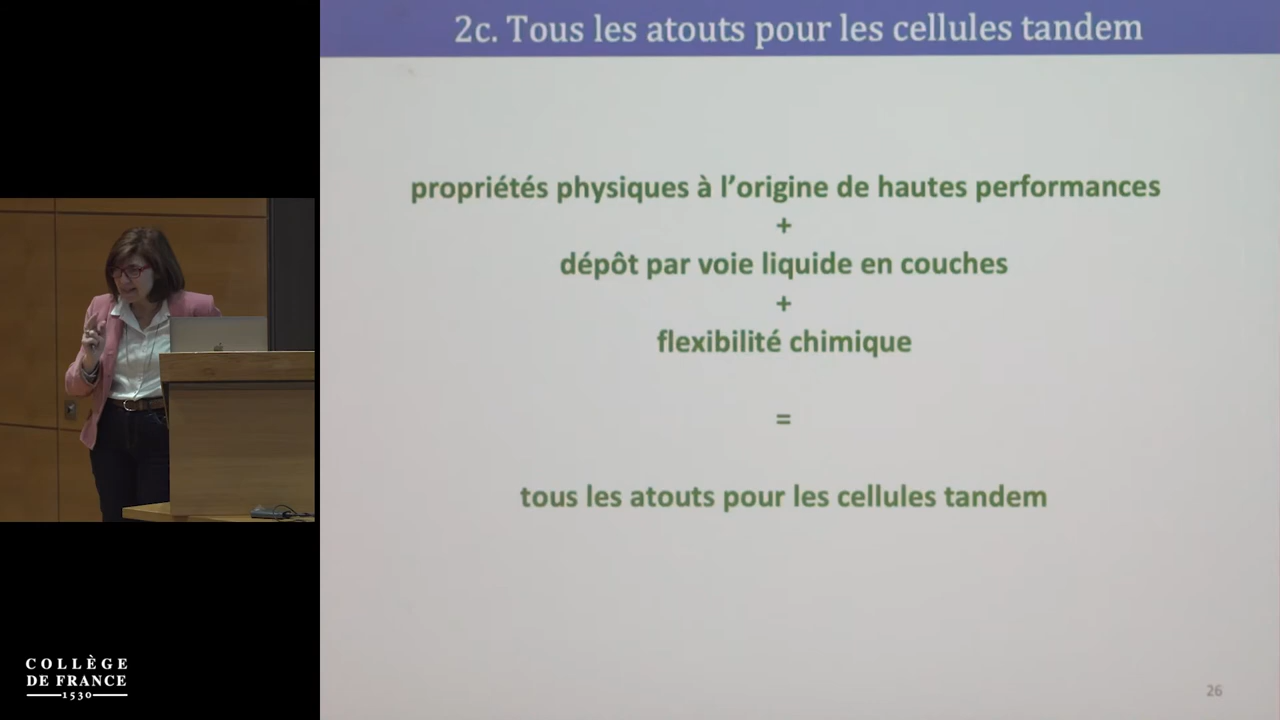 2c. Tous les atouts pour les cellules tandem
propriétés physiques à l’origine de hautes performances
+
dépôt par voie liquide en couches
+
flexibilité chimique
=
tous les atouts pour les cellules tandem
26
COLLÈGE
DE FRANCE
1530